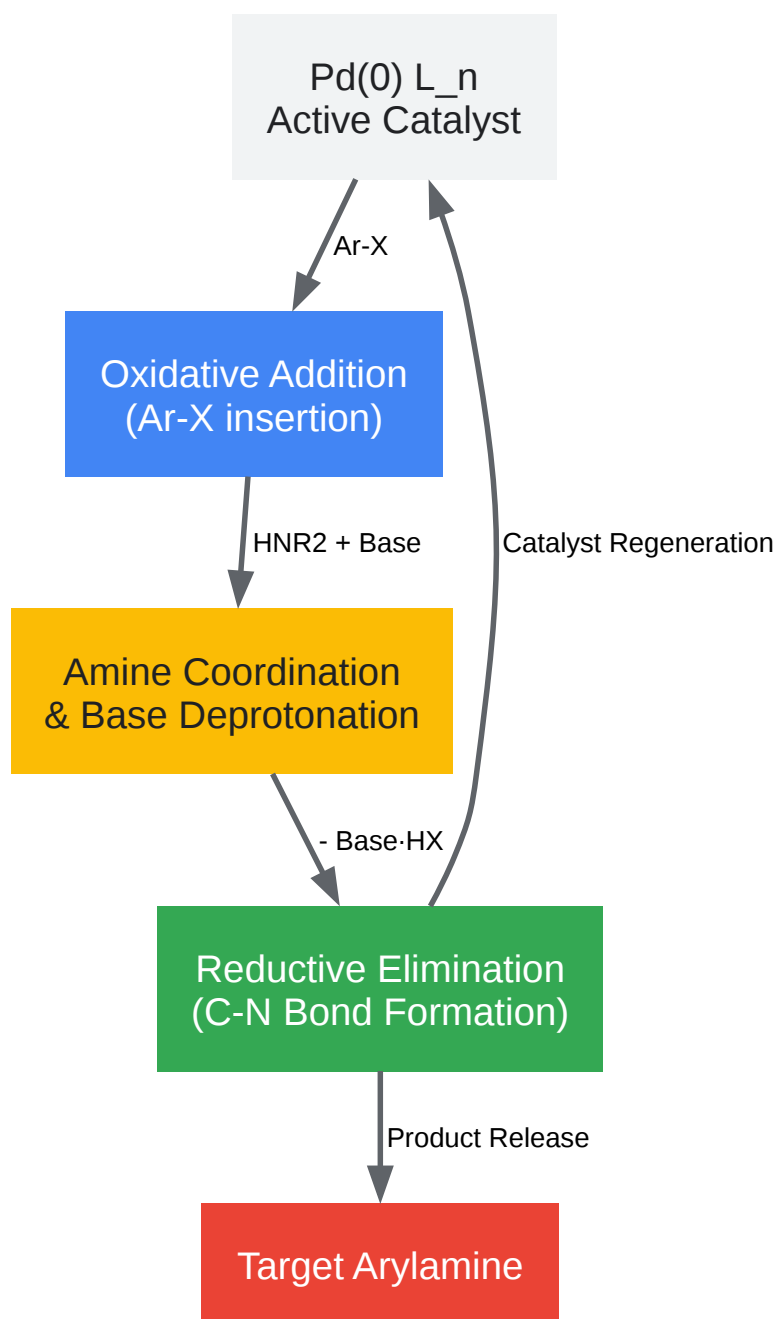 Pd(0) L_n
Active Catalyst
Ar-X
Oxidative Addition
(Ar-X insertion)
HNR2 + Base
Catalyst Regeneration
Amine Coordination
& Base Deprotonation
- Base·HX
Reductive Elimination
(C-N Bond Formation)
Product Release
Target Arylamine